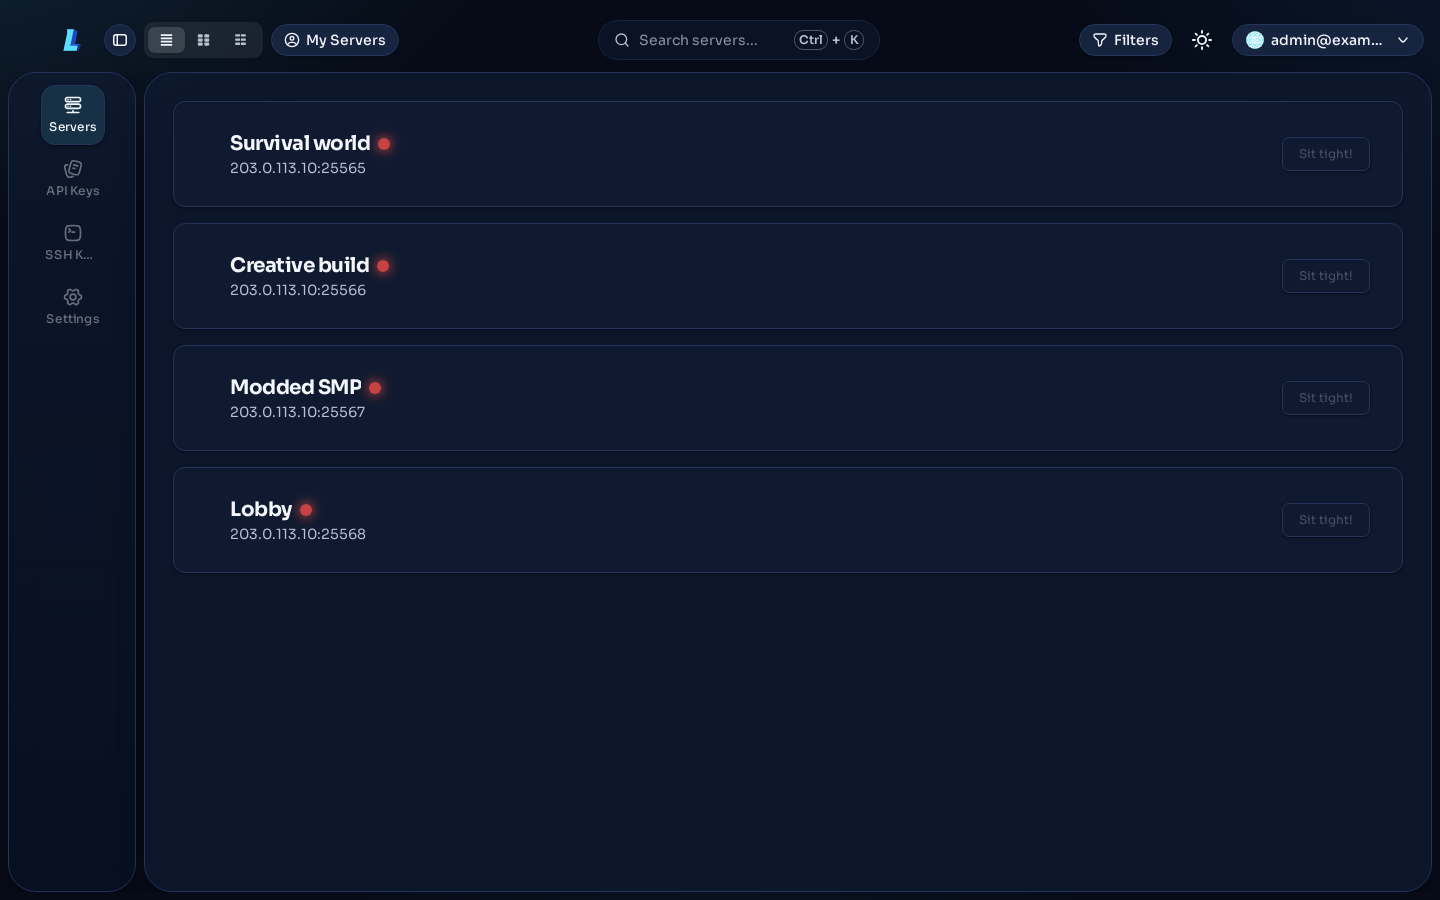 L
My Servers
Search servers...
Ctrl + K
Filters
admin@exam...
Servers
API Keys
SSH K...
Settings
Survival world
203.0.113.10:25565
Sit tight!
Creative build
203.0.113.10:25566
Sit tight!
Modded SMP
203.0.113.10:25567
Sit tight!
Lobby
203.0.113.10:25568
Sit tight!